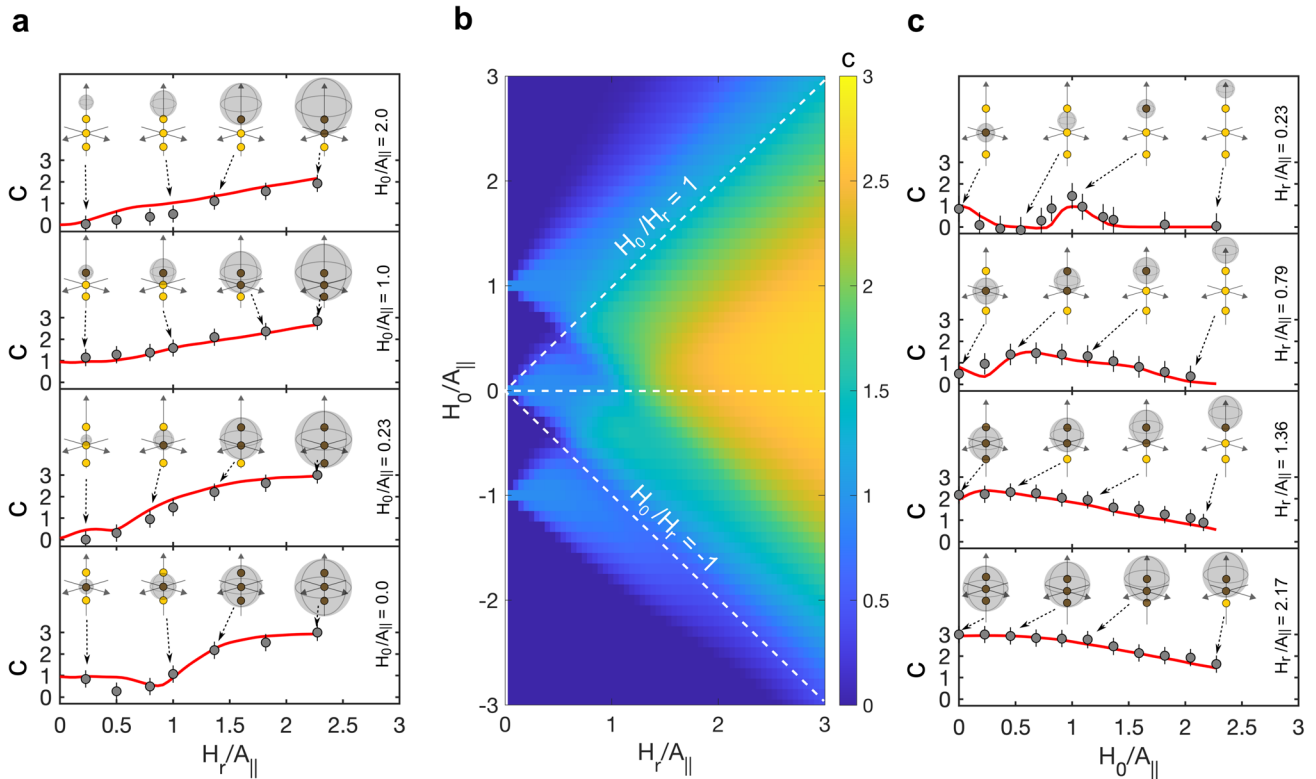 a
C
3
2
1
0
H₀/A∥ = 2.0
C
3
2
1
0
H₀/A∥ = 1.0
C
3
2
1
0
H₀/A∥ = 0.23
C
3
2
1
0
H₀/A∥ = 0.0
0 0.5 1 1.5 2 2.5 3
Hᵣ/A∥
b
H₀/A∥
3
2
1
0
-1
-2
-3
H₀/Hᵣ = 1
H₀/Hᵣ = -1
0 1 2 3
Hᵣ/A∥
C
3
2.5
2
1.5
1
0.5
0
c
C
3
2
1
0
Hᵣ/A∥ = 0.23
C
3
2
1
0
Hᵣ/A∥ = 0.79
C
3
2
1
0
Hᵣ/A∥ = 1.36
C
3
2
1
0
Hᵣ/A∥ = 2.17
0 0.5 1 1.5 2 2.5 3
H₀/A∥